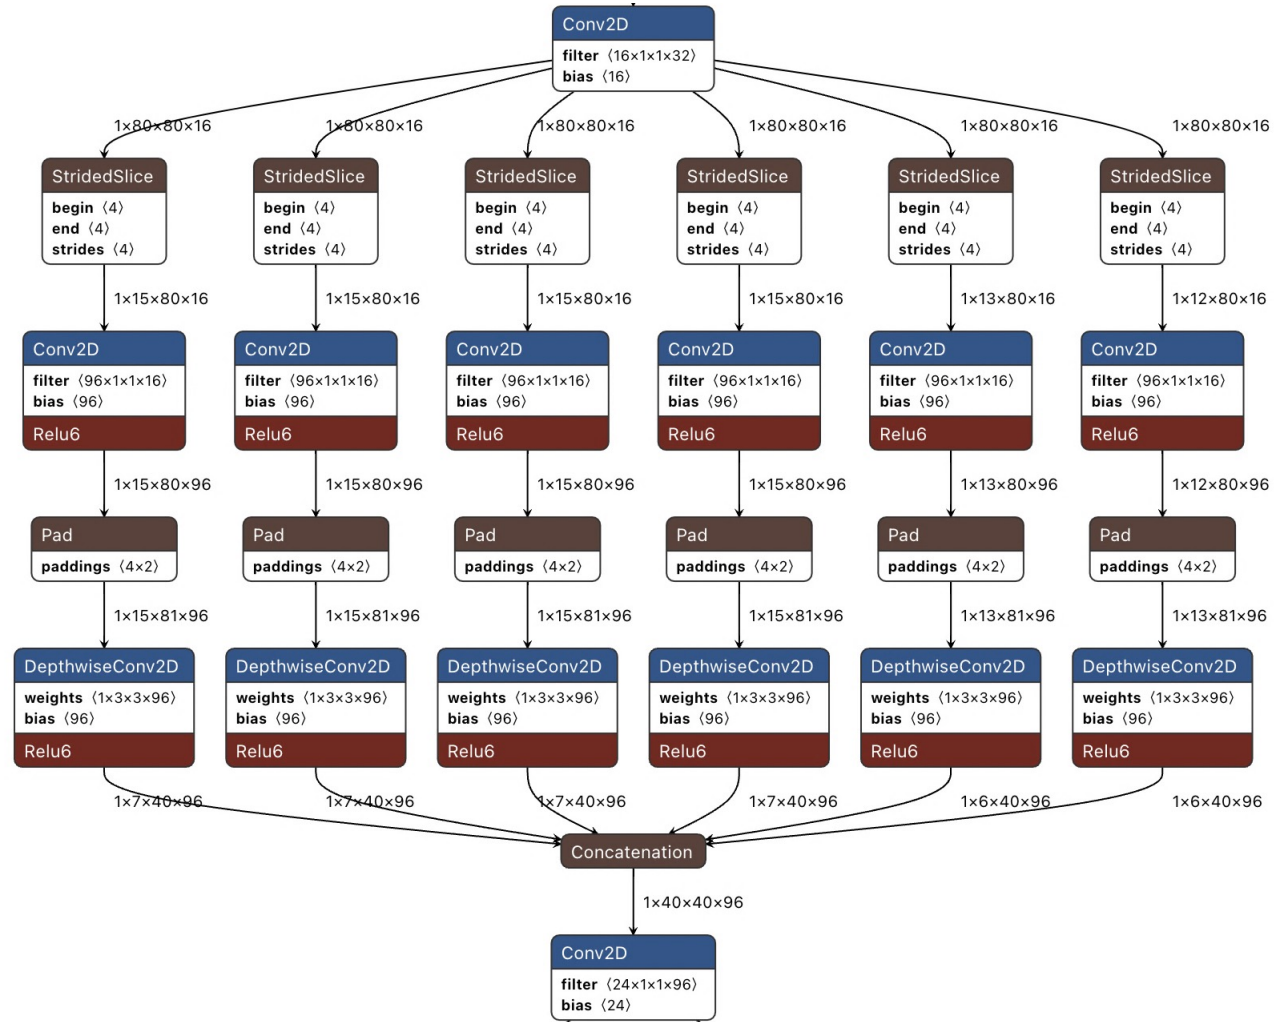 Conv2D
filter ⟨16×1×1×32⟩
bias ⟨16⟩
1×80×80×16 1×80×80×16 1×80×80×16 1×80×80×16 1×80×80×16 1×80×80×16
StridedSlice StridedSlice StridedSlice StridedSlice StridedSlice StridedSlice
begin ⟨4⟩ begin ⟨4⟩ begin ⟨4⟩ begin ⟨4⟩ begin ⟨4⟩ begin ⟨4⟩
end ⟨4⟩ end ⟨4⟩ end ⟨4⟩ end ⟨4⟩ end ⟨4⟩ end ⟨4⟩
strides ⟨4⟩ strides ⟨4⟩ strides ⟨4⟩ strides ⟨4⟩ strides ⟨4⟩ strides ⟨4⟩
1×15×80×16 1×15×80×16 1×15×80×16 1×15×80×16 1×13×80×16 1×12×80×16
Conv2D Conv2D Conv2D Conv2D Conv2D Conv2D
filter ⟨96×1×1×16⟩ filter ⟨96×1×1×16⟩ filter ⟨96×1×1×16⟩ filter ⟨96×1×1×16⟩ filter ⟨96×1×1×16⟩ filter ⟨96×1×1×16⟩
bias ⟨96⟩ bias ⟨96⟩ bias ⟨96⟩ bias ⟨96⟩ bias ⟨96⟩ bias ⟨96⟩
Relu6 Relu6 Relu6 Relu6 Relu6 Relu6
1×15×80×96 1×15×80×96 1×15×80×96 1×15×80×96 1×13×80×96 1×12×80×96
Pad Pad Pad Pad Pad Pad
paddings ⟨4×2⟩ paddings ⟨4×2⟩ paddings ⟨4×2⟩ paddings ⟨4×2⟩ paddings ⟨4×2⟩ paddings ⟨4×2⟩
1×15×81×96 1×15×81×96 1×15×81×96 1×15×81×96 1×13×81×96 1×13×81×96
DepthwiseConv2D DepthwiseConv2D DepthwiseConv2D DepthwiseConv2D DepthwiseConv2D DepthwiseConv2D
weights ⟨1×3×3×96⟩ weights ⟨1×3×3×96⟩ weights ⟨1×3×3×96⟩ weights ⟨1×3×3×96⟩ weights ⟨1×3×3×96⟩ weights ⟨1×3×3×96⟩
bias ⟨96⟩ bias ⟨96⟩ bias ⟨96⟩ bias ⟨96⟩ bias ⟨96⟩ bias ⟨96⟩
Relu6 Relu6 Relu6 Relu6 Relu6 Relu6
1×7×40×96 1×7×40×96 1×7×40×96 1×7×40×96 1×6×40×96 1×6×40×96
Concatenation
1×40×40×96
Conv2D
filter ⟨24×1×1×96⟩
bias ⟨24⟩